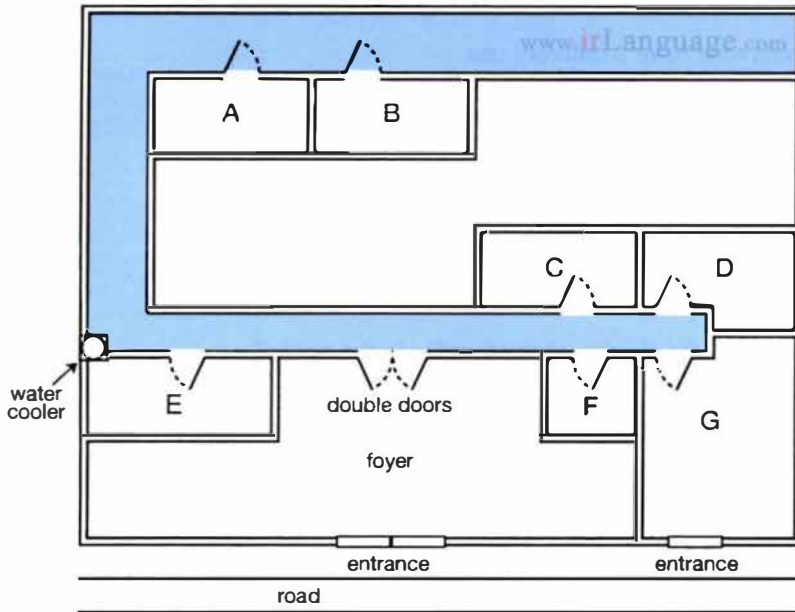 www.irLanguage.com
A
B
C
D
water
cooler
E
double doors
F
G
foyer
entrance
entrance
road